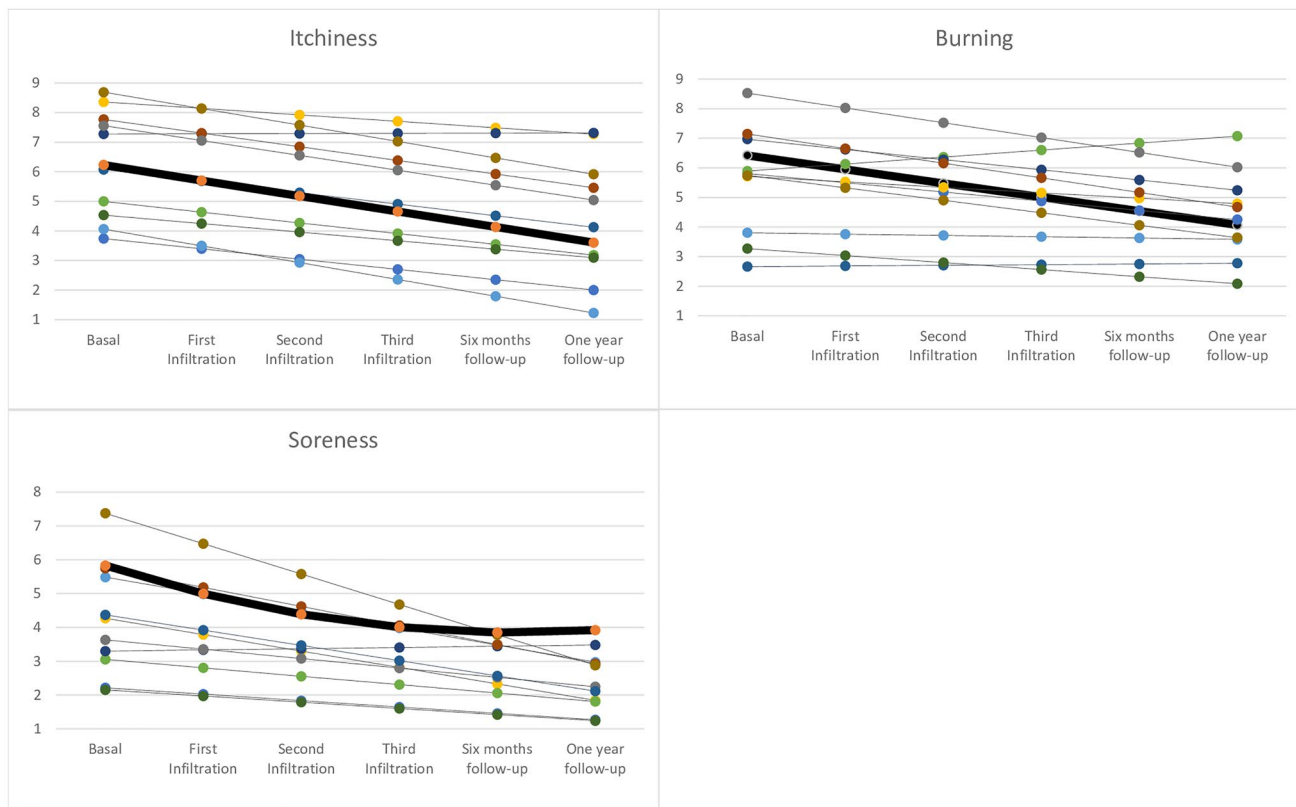 Itchiness
9
8
7
6
5
4
3
2
1
Basal
First
Infiltration
Second
Infiltration
Third
Infiltration
Six months
follow-up
One year
follow-up
Burning
9
8
7
6
5
4
3
2
1
Basal
First
Infiltration
Second
Infiltration
Third
Infiltration
Six months
follow-up
One year
follow-up
Soreness
8
7
6
5
4
3
2
1
Basal
First
Infiltration
Second
Infiltration
Third
Infiltration
Six months
follow-up
One year
follow-up